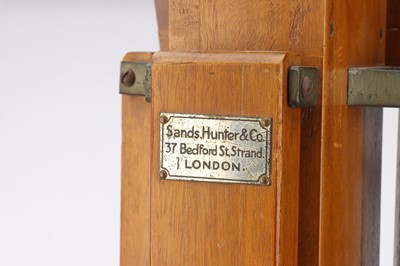 Sands, Hunter & Co.
37 Bedford St, Strand.
LONDON.